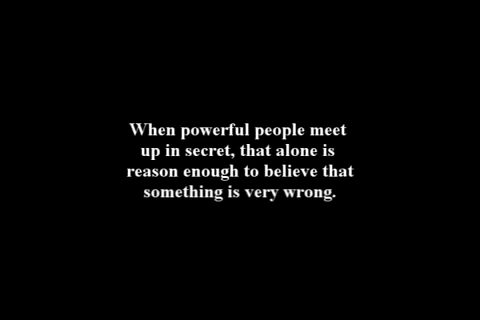 When powerful people meet
up in secret, that alone is
reason enough to believe that
something is very wrong.